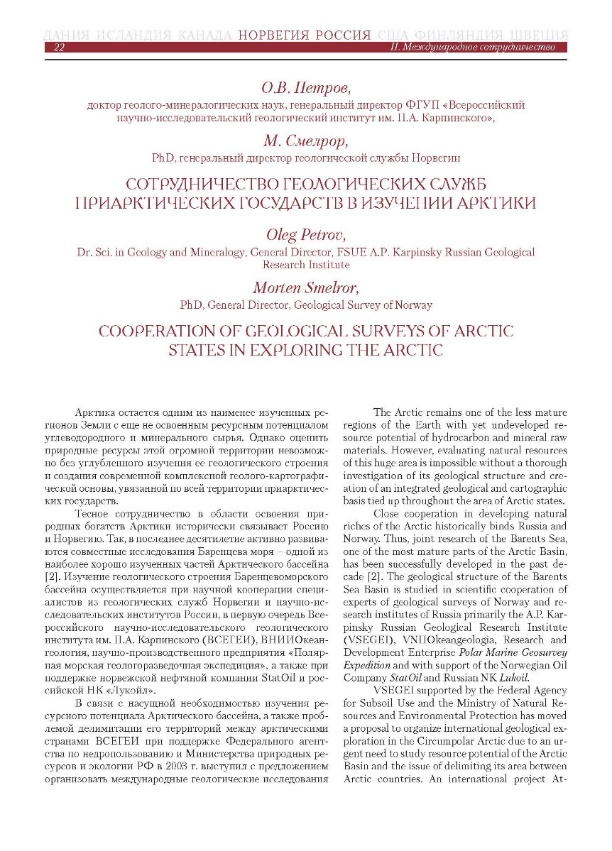 ДАНИЯ ИСЛАНДИЯ КАНАДА НОРВЕГИЯ РОССИЯ США ФИНЛЯНДИЯ ШВЕЦИЯ
22 II. Международное сотрудничество
О.В. Петров,
доктор геолого-минералогических наук, генеральный директор ФГУП «Всероссийский
научно-исследовательский геологический институт им. П.А. Карпинского»,
М. Смелрор,
PhD, генеральный директор геологической службы Норвегии
СОТРУДНИЧЕСТВО ГЕОЛОГИЧЕСКИХ СЛУЖБ
ПРИАРКТИЧЕСКИХ ГОСУДАРСТВ В ИЗУЧЕНИИ АРКТИКИ
Oleg Petrov,
Dr. Sci. in Geology and Mineralogy, General Director, FSUE A.P. Karpinsky Russian Geological
Research Institute
Morten Smelror,
PhD, General Director, Geological Survey of Norway
COOPERATION OF GEOLOGICAL SURVEYS OF ARCTIC
STATES IN EXPLORING THE ARCTIC
Арктика остается одним из наименее изученных ре-
гионов Земли с еще не освоенным ресурсным потенциалом
углеводородного и минерального сырья. Однако оценить
природные ресурсы этой огромной территории невозмож-
но без углубленного изучения ее геологического строения
и создания современной комплексной геолого-картографи-
ческой основы, увязанной по всей территории приарктичес-
ких государств.
Тесное сотрудничество в области освоения при-
родных богатств Арктики исторически связывает Россию
и Норвегию. Так, в последнее десятилетие активно развива-
ются совместные исследования Баренцева моря – одной из
наиболее хорошо изученных частей Арктического бассейна
[2]. Изучение геологического строения Баренцевоморского
бассейна осуществляется при научной кооперации специ-
алистов из геологических служб Норвегии и научно-ис-
следовательских институтов России, в первую очередь Все-
российского научно-исследовательского геологического
института им. П.А. Карпинского (ВСЕГЕИ), ВНИИОкеан-
геология, научно-производственного предприятия «Поляр-
ная морская геологоразведочная экспедиция», а также при
поддержке норвежской нефтяной компании StatOil и рос-
сийской НК «Лукойл».
В связи с насущной необходимостью изучения ре-
сурсного потенциала Арктического бассейна, а также проб-
лемой делимитации его территорий между арктическими
странами ВСЕГЕИ при поддержке Федерального агент-
ства по недропользованию и Министерства природных ре-
сурсов и экологии РФ в 2003 г. выступил с предложением
организовать международные геологические исследования
The Arctic remains one of the less mature
regions of the Earth with yet undeveloped re-
source potential of hydrocarbon and mineral raw
materials. However, evaluating natural resources
of this huge area is impossible without a thorough
investigation of its geological structure and cre-
ation of an integrated geological and cartographic
basis tied up throughout the area of Arctic states.
Close cooperation in developing natural
riches of the Arctic historically binds Russia and
Norway. Thus, joint research of the Barents Sea,
one of the most mature parts of the Arctic Basin,
has been successfully developed in the past de-
cade [2]. The geological structure of the Barents
Sea Basin is studied in scientific cooperation of
experts of geological surveys of Norway and re-
search institutes of Russia primarily the A.P. Kar-
pinsky Russian Geological Research Institute
(VSEGEI), VNIIOkeangeologia, Research and
Development Enterprise Polar Marine Geosurvey
Expedition and with support of the Norwegian Oil
Company StatOil and Russian NK Lukoil.
VSEGEI supported by the Federal Agency
for Subsoil Use and the Ministry of Natural Re-
sources and Environmental Protection has moved
a proposal to organize international geological ex-
ploration in the Circumpolar Arctic due to an ur-
gent need to study resource potential of the Arctic
Basin and the issue of delimiting its area between
Arctic countries. An international project At-